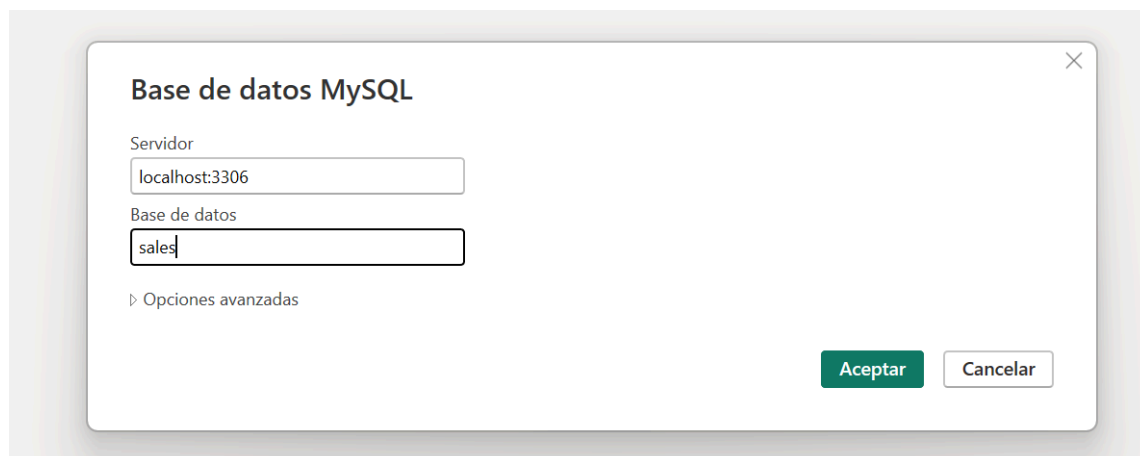 Base de datos MySQL
Servidor
localhost:3306
Base de datos
sales
Opciones avanzadas
Aceptar Cancelar